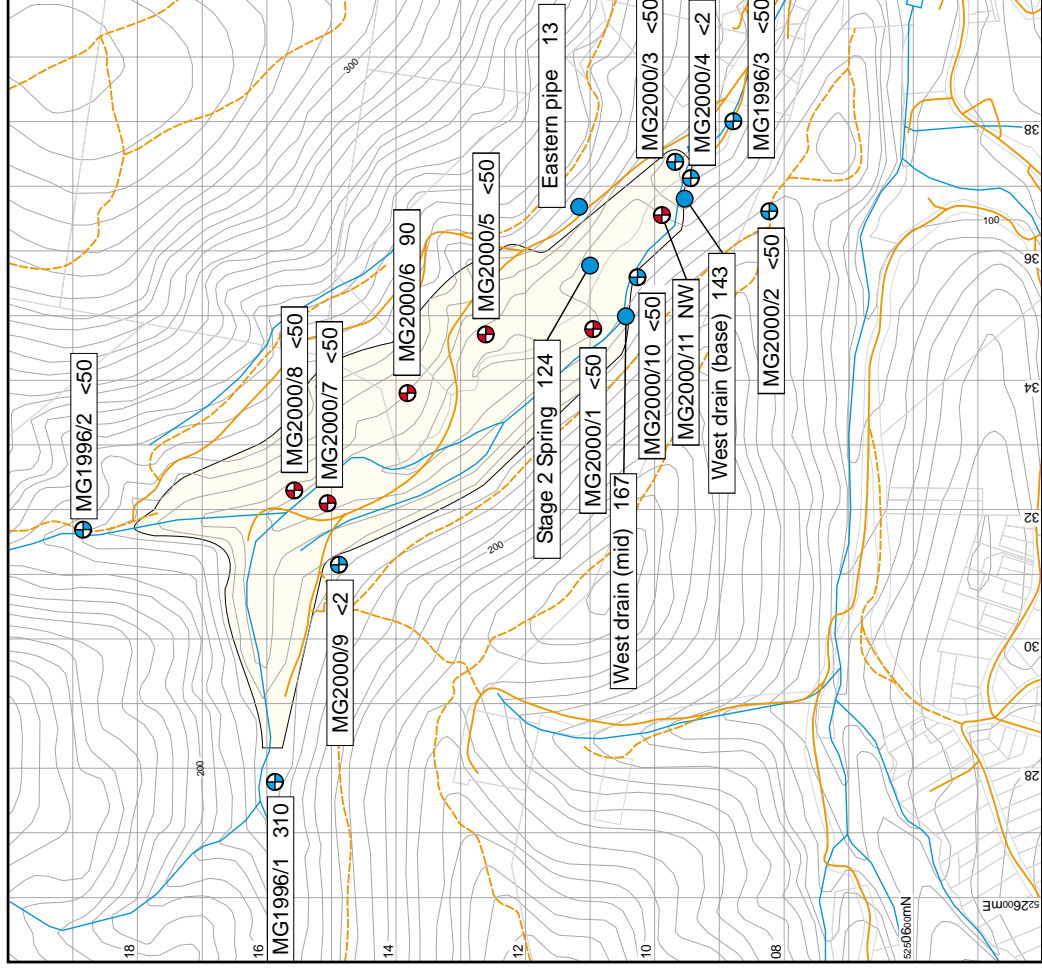 MG1996/2 <50
MG2000/8 <50
MG2000/7 <50
MG2000/6 90
MG2000/5 <50
Eastern pipe 13
MG2000/3 <50
MG2000/4 <2
MG1996/3 <50
MG2000/9 <2
MG1996/1 310
Stage 2 Spring 124
MG2000/1 <50
West drain (mid) 167
MG2000/10 <50
MG2000/11 NW
West drain (base) 143
MG2000/2 <50
300
200
200
100
18
16
14
12
10
08
5250600mN
38
36
34
32
30
28
522600mE